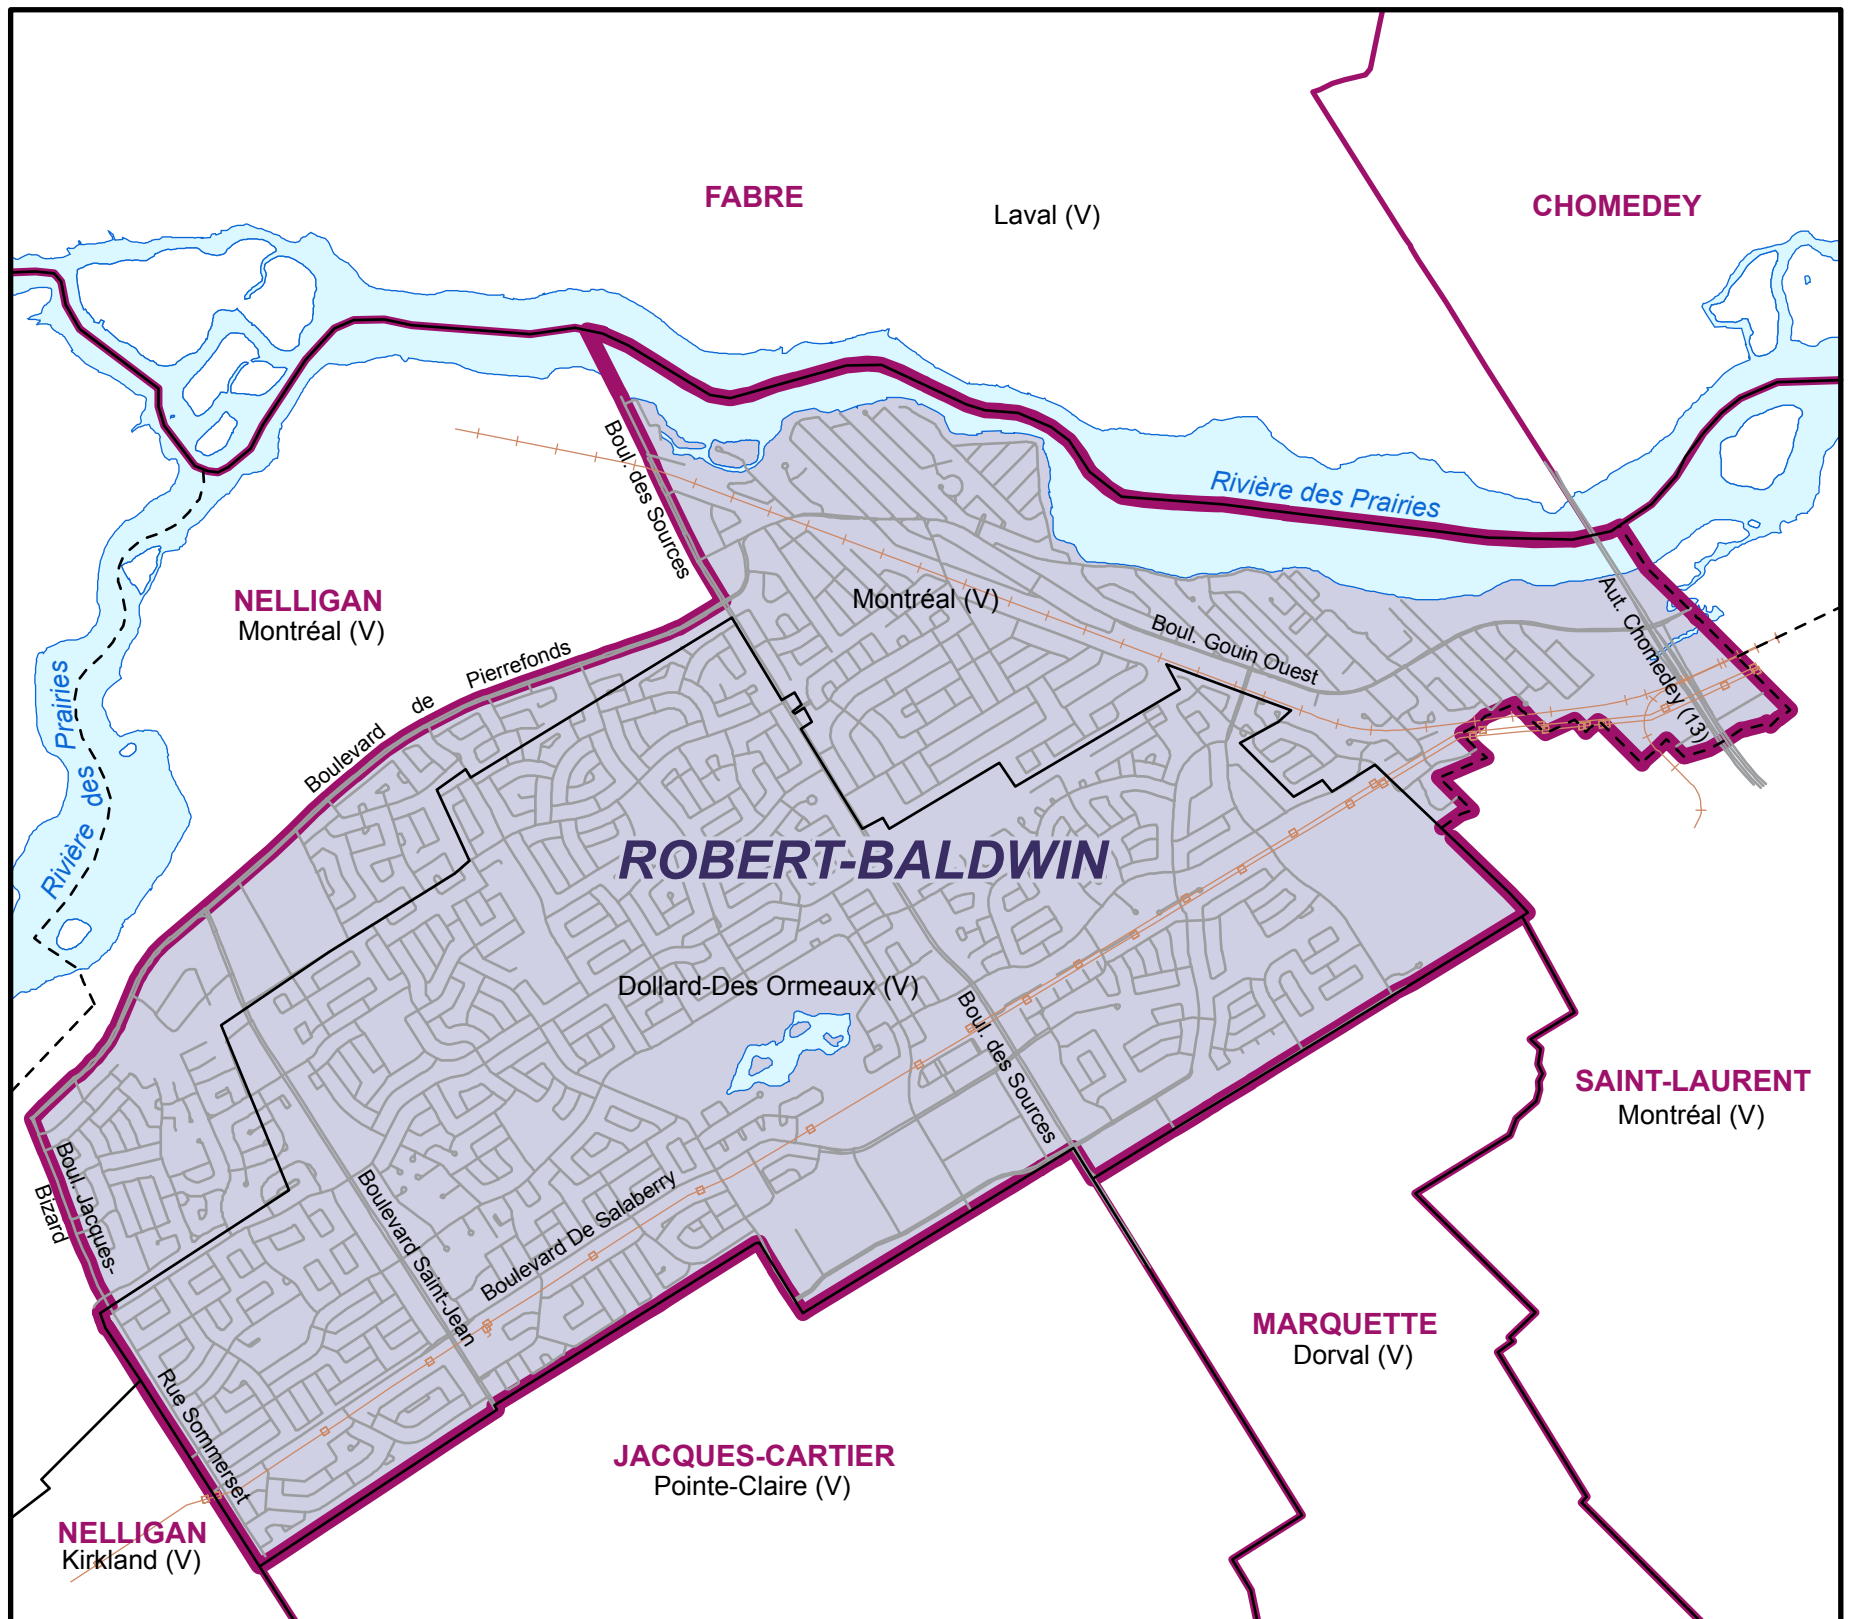 FABRE
Laval (V)
CHOMEDEY
Rivière des Prairies
Boul. des Sources
NELLIGAN
Montréal (V)
Montréal (V)
Boul. Gouin Ouest
Aut. Chomedey (13)
Boulevard de Pierrefonds
Rivière des Prairies
ROBERT-BALDWIN
Dollard-Des Ormeaux (V)
Boul. des Sources
SAINT-LAURENT
Montréal (V)
Boul. Jacques-
Bizard
Boulevard Saint-Jean
Boulevard De Salaberry
MARQUETTE
Dorval (V)
Rue Sommerset
JACQUES-CARTIER
Pointe-Claire (V)
NELLIGAN
Kirkland (V)